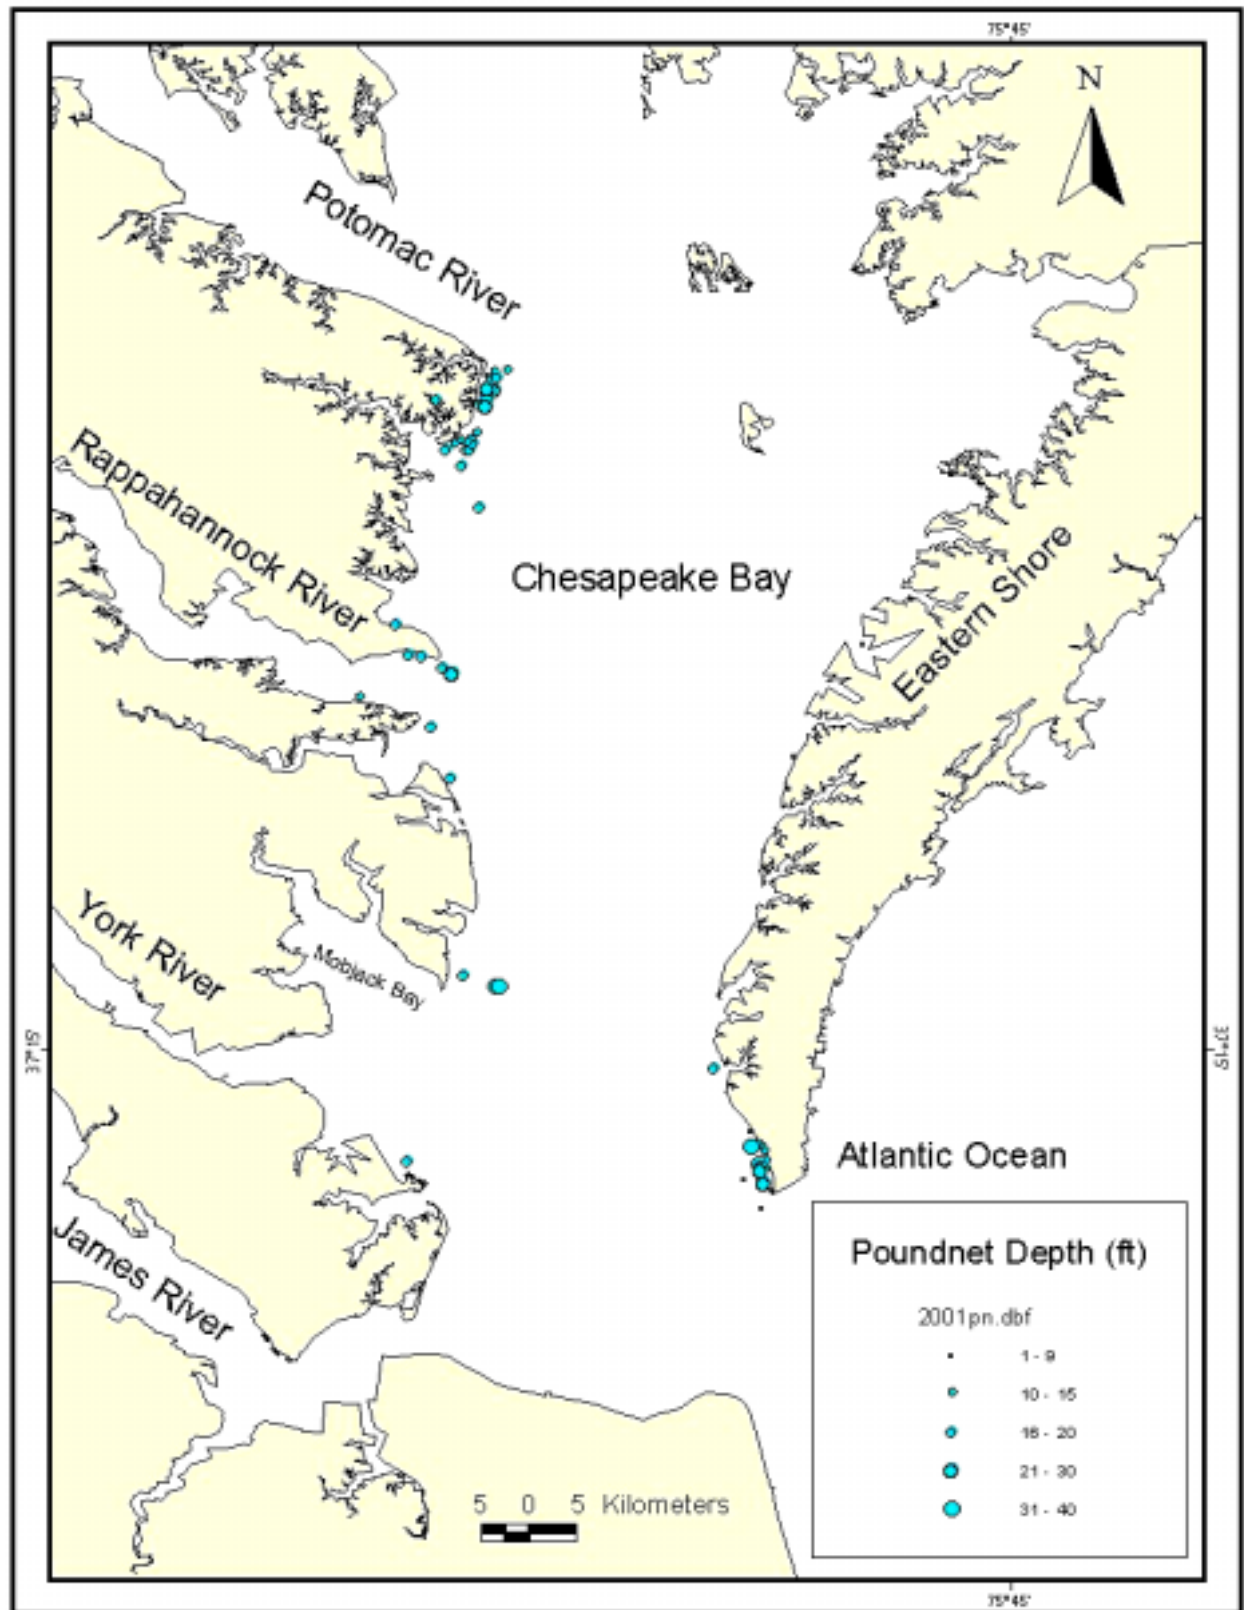 75°45'
N
Potomac River
Rappahannock River
Chesapeake Bay
Eastern Shore
York River
Mobjack Bay
37°15'
37°15'
Atlantic Ocean
James River
Poundnet Depth (ft)
2001pn.dbf
1 - 9
10 - 15
16 - 20
21 - 30
31 - 40
5 0 5 Kilometers
75°45'